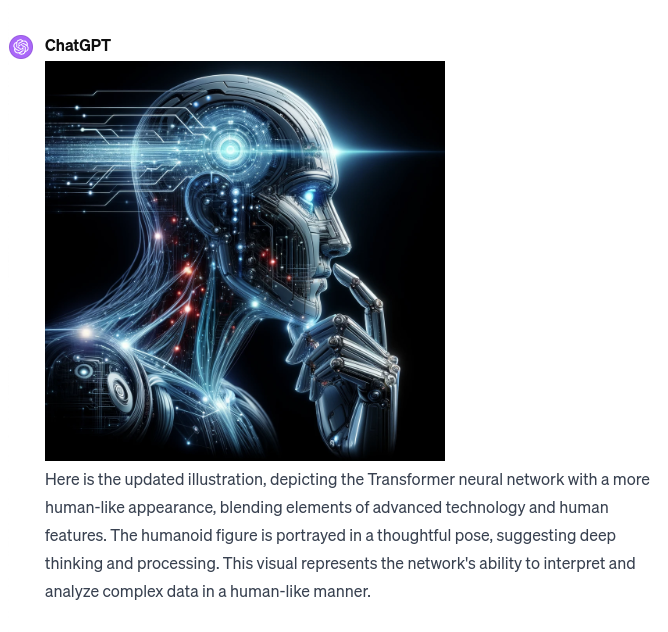 ChatGPT
Here is the updated illustration, depicting the Transformer neural network with a more
human-like appearance, blending elements of advanced technology and human
features. The humanoid figure is portrayed in a thoughtful pose, suggesting deep
thinking and processing. This visual represents the network's ability to interpret and
analyze complex data in a human-like manner.